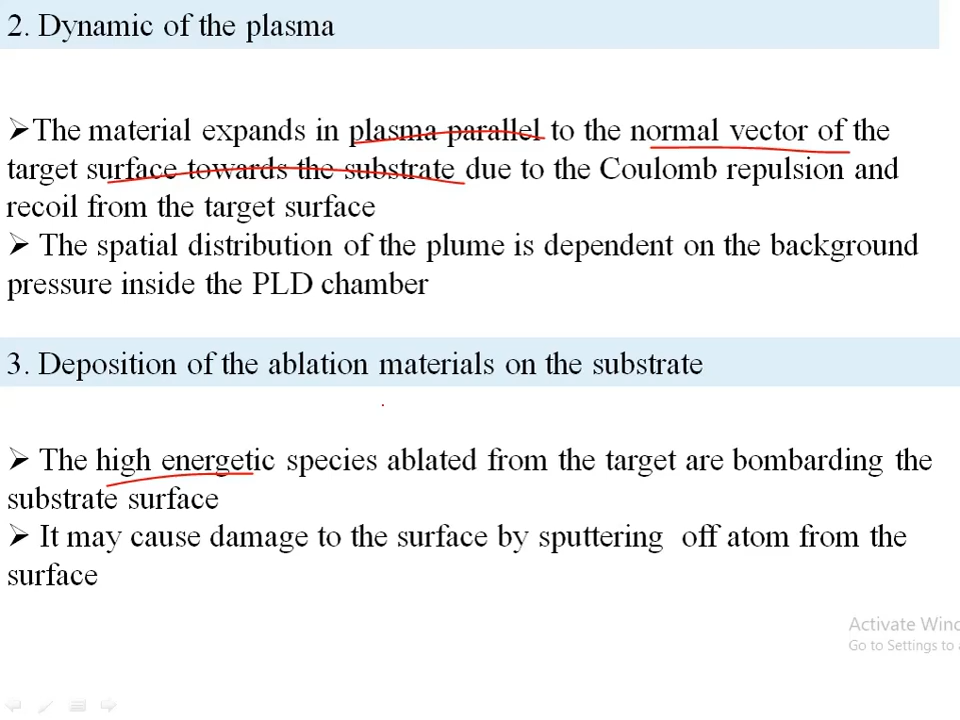 2. Dynamic of the plasma
➢The material expands in plasma parallel to the normal vector of the
target surface towards the substrate due to the Coulomb repulsion and
recoil from the target surface
➢ The spatial distribution of the plume is dependent on the background
pressure inside the PLD chamber
3. Deposition of the ablation materials on the substrate
➢ The high energetic species ablated from the target are bombarding the
substrate surface
➢ It may cause damage to the surface by sputtering off atom from the
surface
Activate Wind
Go to Settings to a